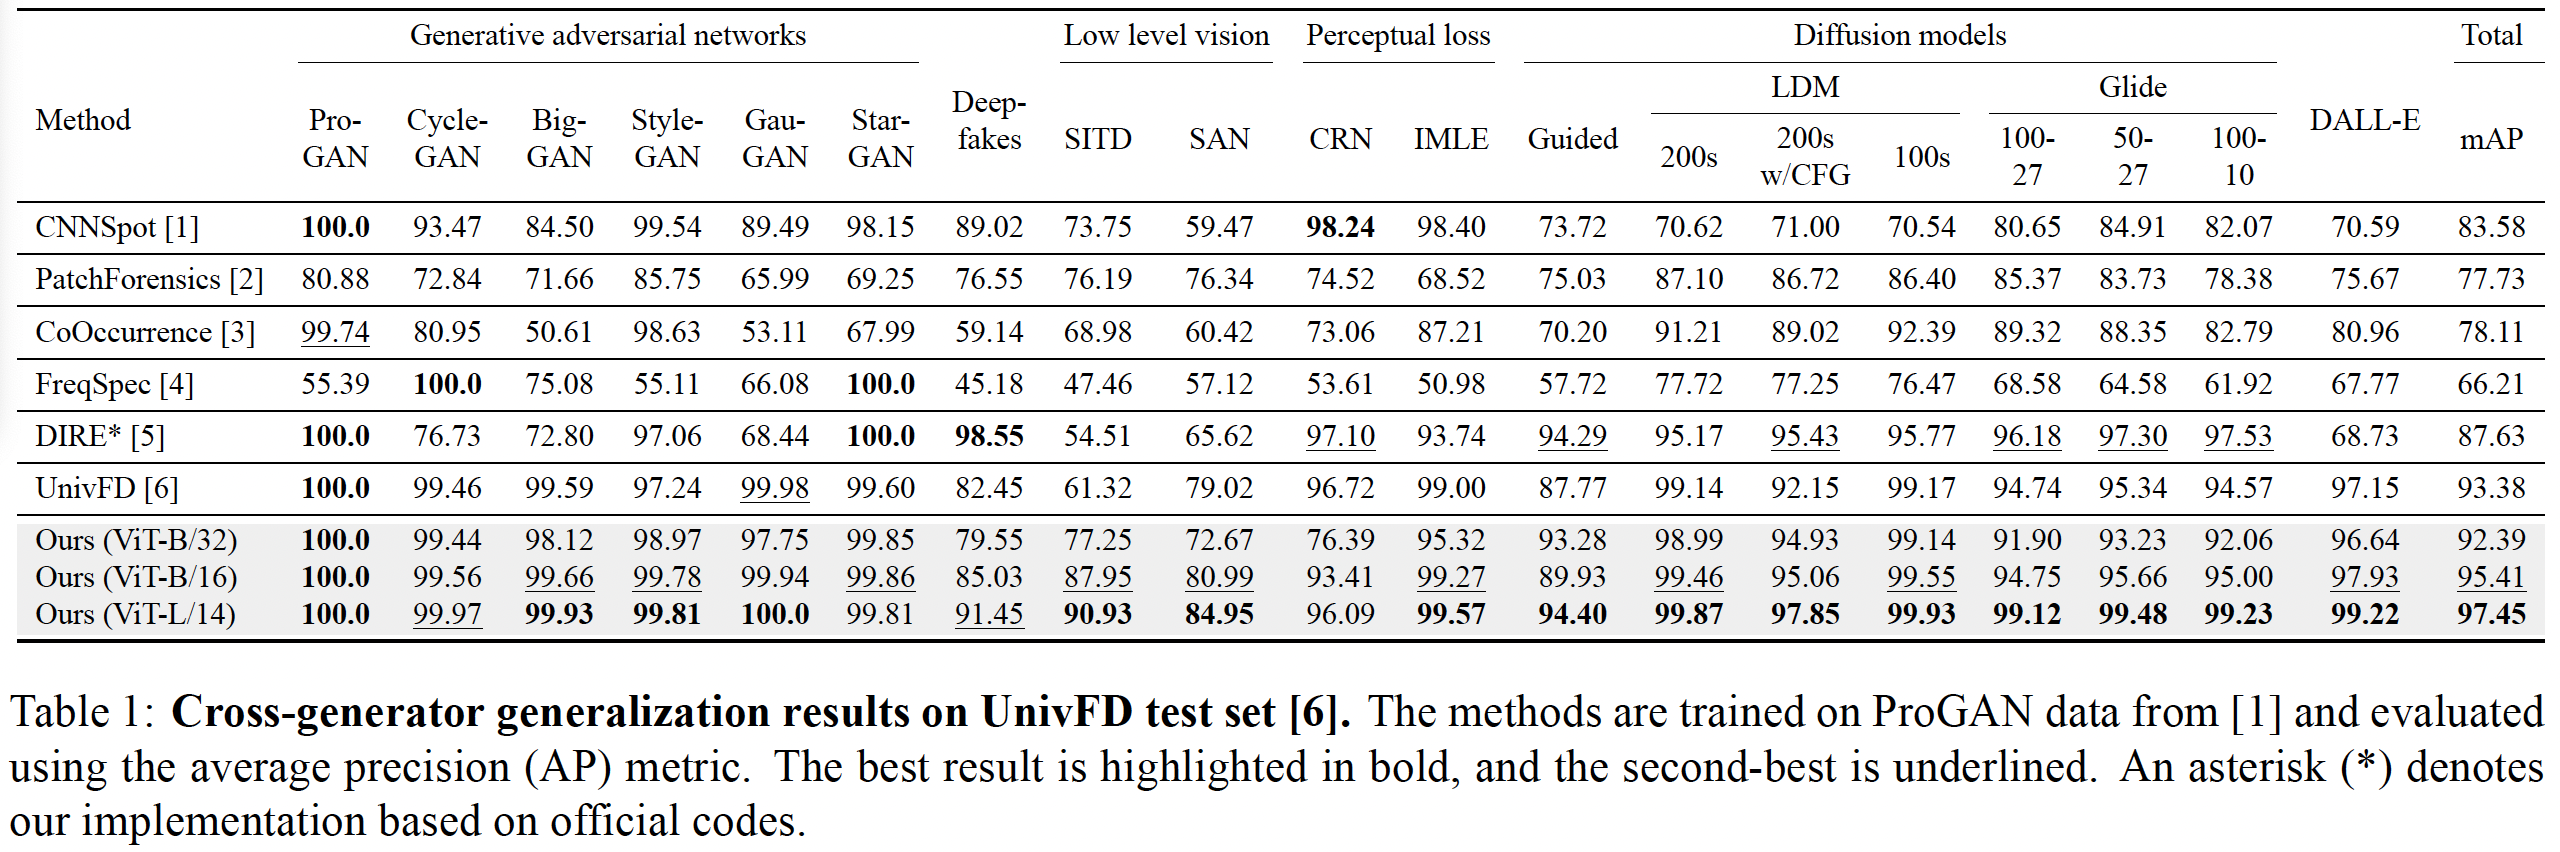 Generative adversarial networks Low level vision Perceptual loss Diffusion models Total
Method Pro-GAN Cycle-GAN Big-GAN Style-GAN Gau-GAN Star-GAN Deep-fakes SITD SAN CRN IMLE Guided LDM 200s 200s w/CFG 100s Glide 100-27 50-27 100-10 DALL-E mAP
CNNSpot [1] 100.0 93.47 84.50 99.54 89.49 98.15 89.02 73.75 59.47 98.24 98.40 73.72 70.62 71.00 70.54 80.65 84.91 82.07 70.59 83.58
PatchForensics [2] 80.88 72.84 71.66 85.75 65.99 69.25 76.55 76.19 76.34 74.52 68.52 75.03 87.10 86.72 86.40 85.37 83.73 78.38 75.67 77.73
CoOccurrence [3] 99.74 80.95 50.61 98.63 53.11 67.99 59.14 68.98 60.42 73.06 87.21 70.20 91.21 89.02 92.39 89.32 88.35 82.79 80.96 78.11
FreqSpec [4] 55.39 100.0 75.08 55.11 66.08 100.0 45.18 47.46 57.12 53.61 50.98 57.72 77.72 77.25 76.47 68.58 64.58 61.92 67.77 66.21
DIRE* [5] 100.0 76.73 72.80 97.06 68.44 100.0 98.55 54.51 65.62 97.10 93.74 94.29 95.17 95.43 95.77 96.18 97.30 97.53 68.73 87.63
UnivFD [6] 100.0 99.46 99.59 97.24 99.98 99.60 82.45 61.32 79.02 96.72 99.00 87.77 99.14 92.15 99.17 94.74 95.34 94.57 97.15 93.38
Ours (ViT-B/32) 100.0 99.44 98.12 98.97 97.75 99.85 79.55 77.25 72.67 76.39 95.32 93.28 98.99 94.93 99.14 91.90 93.23 92.06 96.64 92.39
Ours (ViT-B/16) 100.0 99.56 99.66 99.78 99.94 99.86 85.03 87.95 80.99 93.41 99.27 89.93 99.46 95.06 99.55 94.75 95.66 95.00 97.93 95.41
Ours (ViT-L/14) 100.0 99.97 99.93 99.81 100.0 99.81 91.45 90.93 84.95 96.09 99.57 94.40 99.87 97.85 99.93 99.12 99.48 99.23 99.22 97.45
Table 1: Cross-generator generalization results on UnivFD test set [6]. The methods are trained on ProGAN data from [1] and evaluated
using the average precision (AP) metric. The best result is highlighted in bold, and the second-best is underlined. An asterisk (*) denotes
our implementation based on official codes.